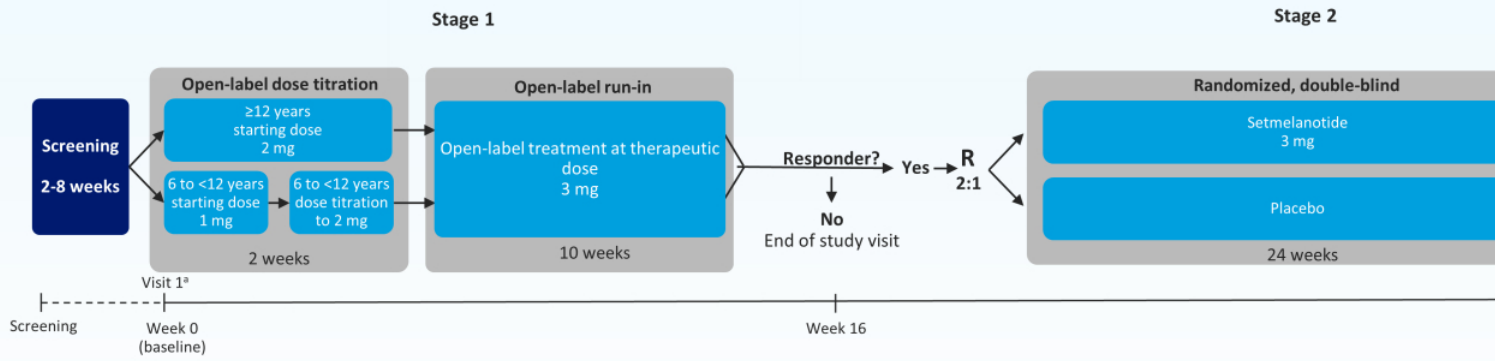 Stage 1
Stage 2
Screening
2-8 weeks
Open-label dose titration
≥12 years
starting dose
2 mg
6 to <12 years
starting dose
1 mg
6 to <12 years
dose titration
to 2 mg
2 weeks
Open-label run-in
Open-label treatment at therapeutic
dose
3 mg
10 weeks
Responder?
No
End of study visit
Yes
R
2:1
Randomized, double-blind
Setmelanotide
3 mg
Placebo
24 weeks
Visit 1ᵃ
Screening
Week 0
(baseline)
Week 16